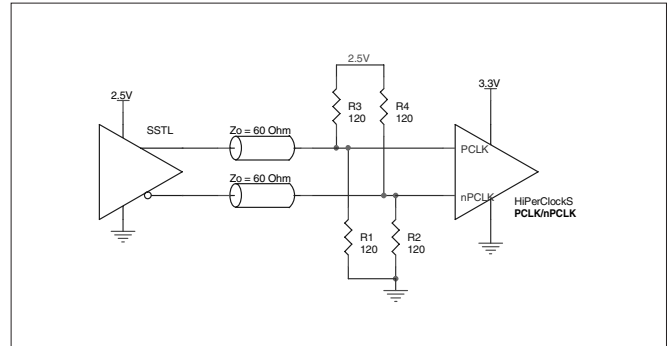 2.5V
3.3V
2.5V
SSTL
R3
120
R4
120
Zo = 60 Ohm
PCLK
Zo = 60 Ohm
nPCLK
HiPerClockS
PCLK/nPCLK
R1
120
R2
120